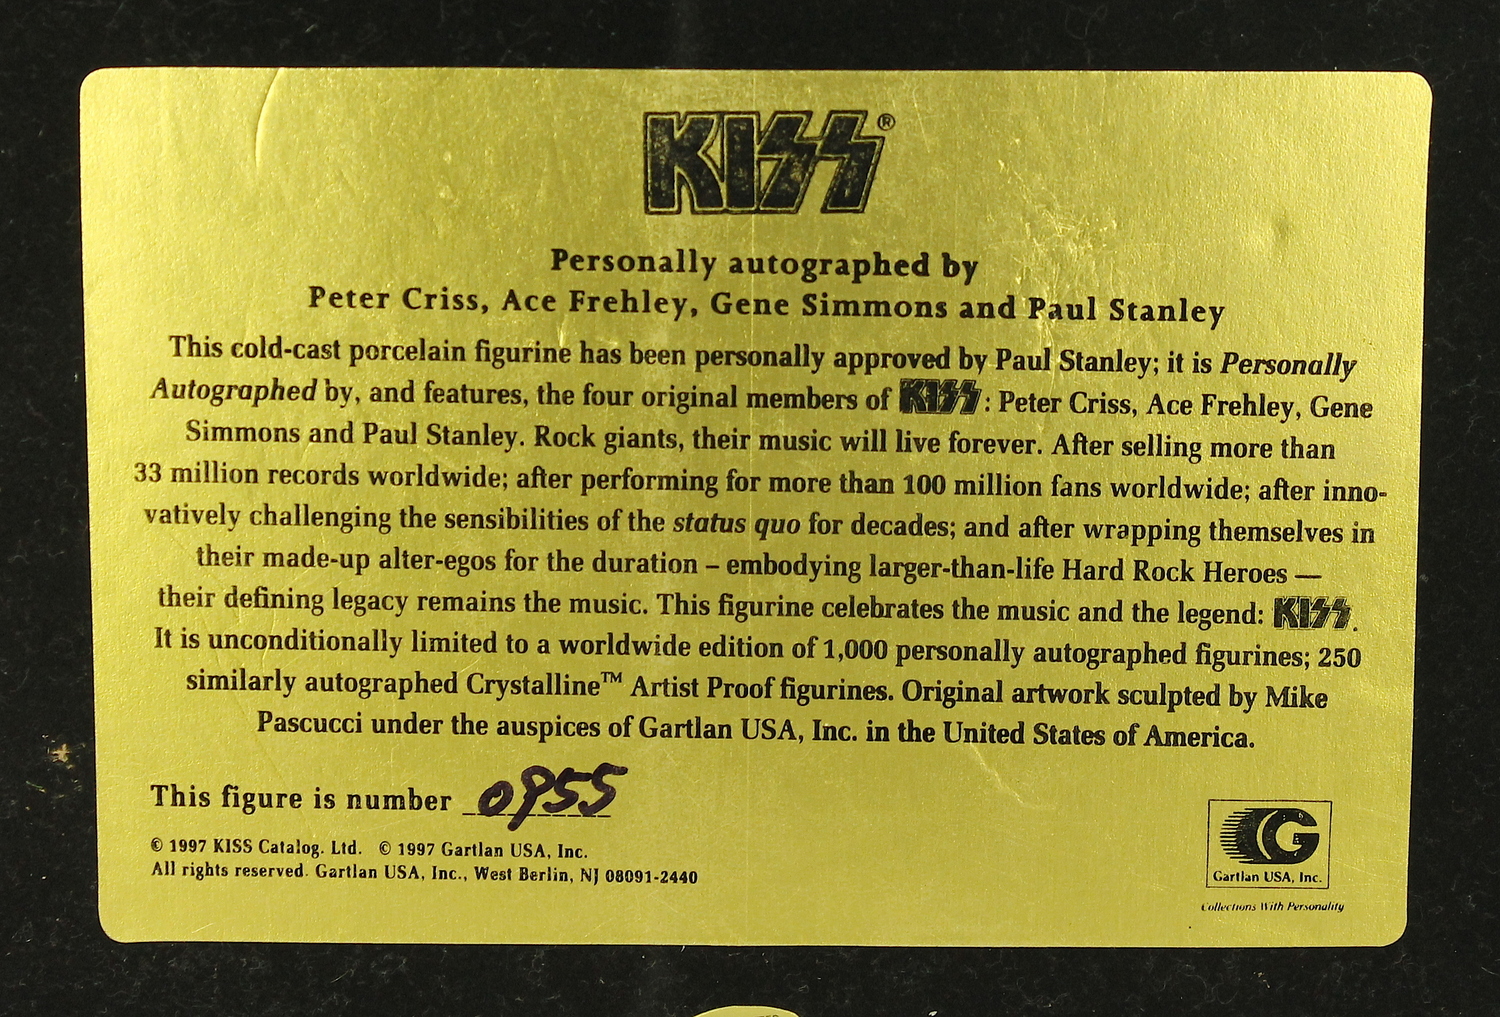 KISS®
Personally autographed by
Peter Criss, Ace Frehley, Gene Simmons and Paul Stanley
This cold-cast porcelain figurine has been personally approved by Paul Stanley; it is Personally
Autographed by, and features, the four original members of KISS: Peter Criss, Ace Frehley, Gene
Simmons and Paul Stanley. Rock giants, their music will live forever. After selling more than
33 million records worldwide; after performing for more than 100 million fans worldwide; after inno-
vatively challenging the sensibilities of the status quo for decades; and after wrapping themselves in
their made-up alter-egos for the duration – embodying larger-than-life Hard Rock Heroes —
their defining legacy remains the music. This figurine celebrates the music and the legend: KISS.
It is unconditionally limited to a worldwide edition of 1,000 personally autographed figurines; 250
similarly autographed Crystalline™ Artist Proof figurines. Original artwork sculpted by Mike
Pascucci under the auspices of Gartlan USA, Inc. in the United States of America.
This figure is number 0955
© 1997 KISS Catalog. Ltd. © 1997 Gartlan USA, Inc.
All rights reserved. Gartlan USA, Inc., West Berlin, NJ 08091-2440
G
Gartlan USA, Inc.
Collections With Personality